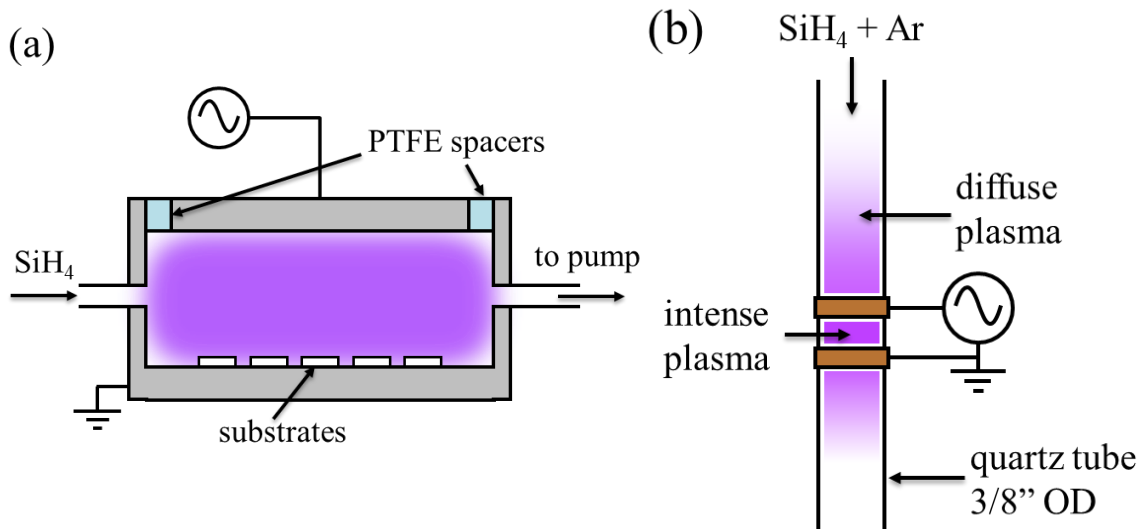 (a)
PTFE spacers
SiH₄
to pump
substrates
(b)
SiH₄ + Ar
diffuse
plasma
intense
plasma
quartz tube
3/8” OD